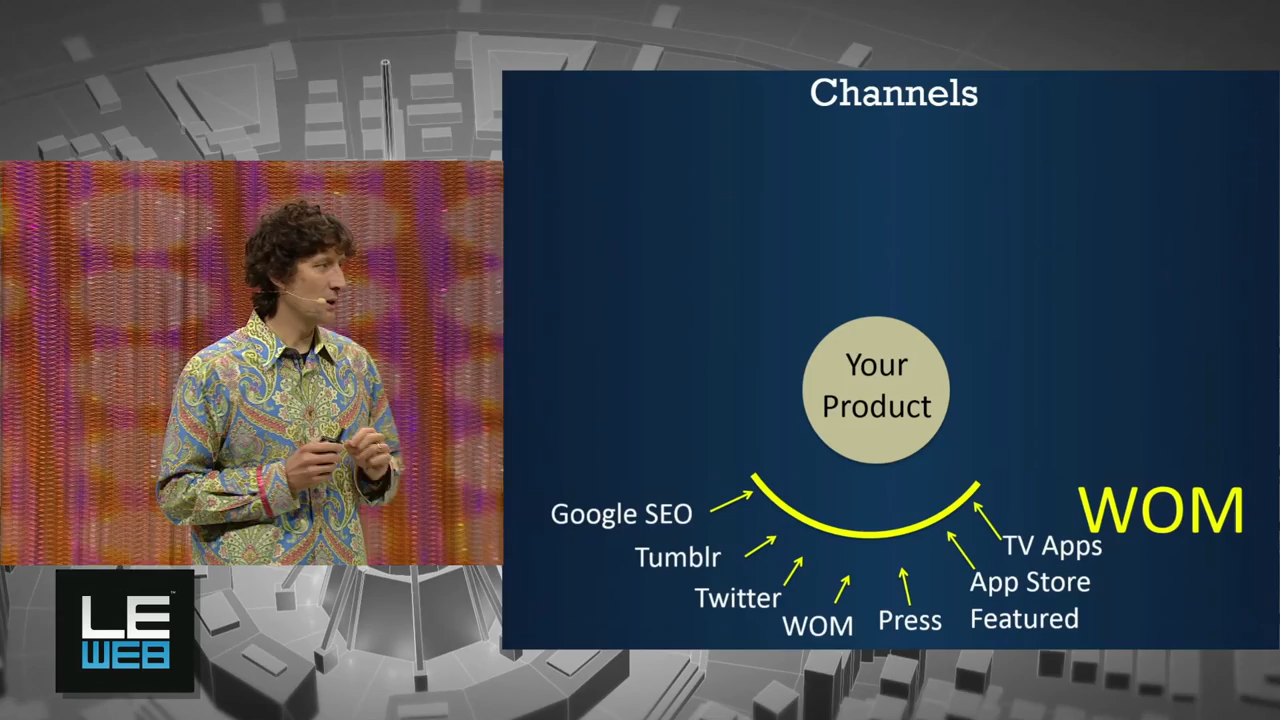 Channels
Your
Product
Google SEO
Tumblr
Twitter
WOM
Press
App Store
Featured
TV Apps
WOM
LE
WEB